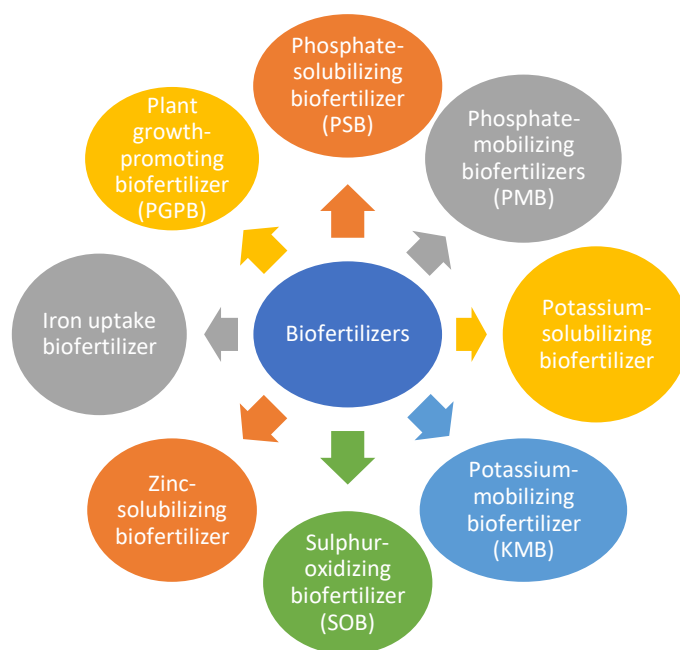 Phosphate-
solubilizing
biofertilizer
(PSB)
Phosphate-
mobilizing
biofertilizers
(PMB)
Potassium-
solubilizing
biofertilizer
Potassium-
mobilizing
biofertilizer
(KMB)
Sulphur-
oxidizing
biofertilizer
(SOB)
Zinc-
solubilizing
biofertilizer
Iron uptake
biofertilizer
Plant
growth-
promoting
biofertilizer
(PGPB)
Biofertilizers